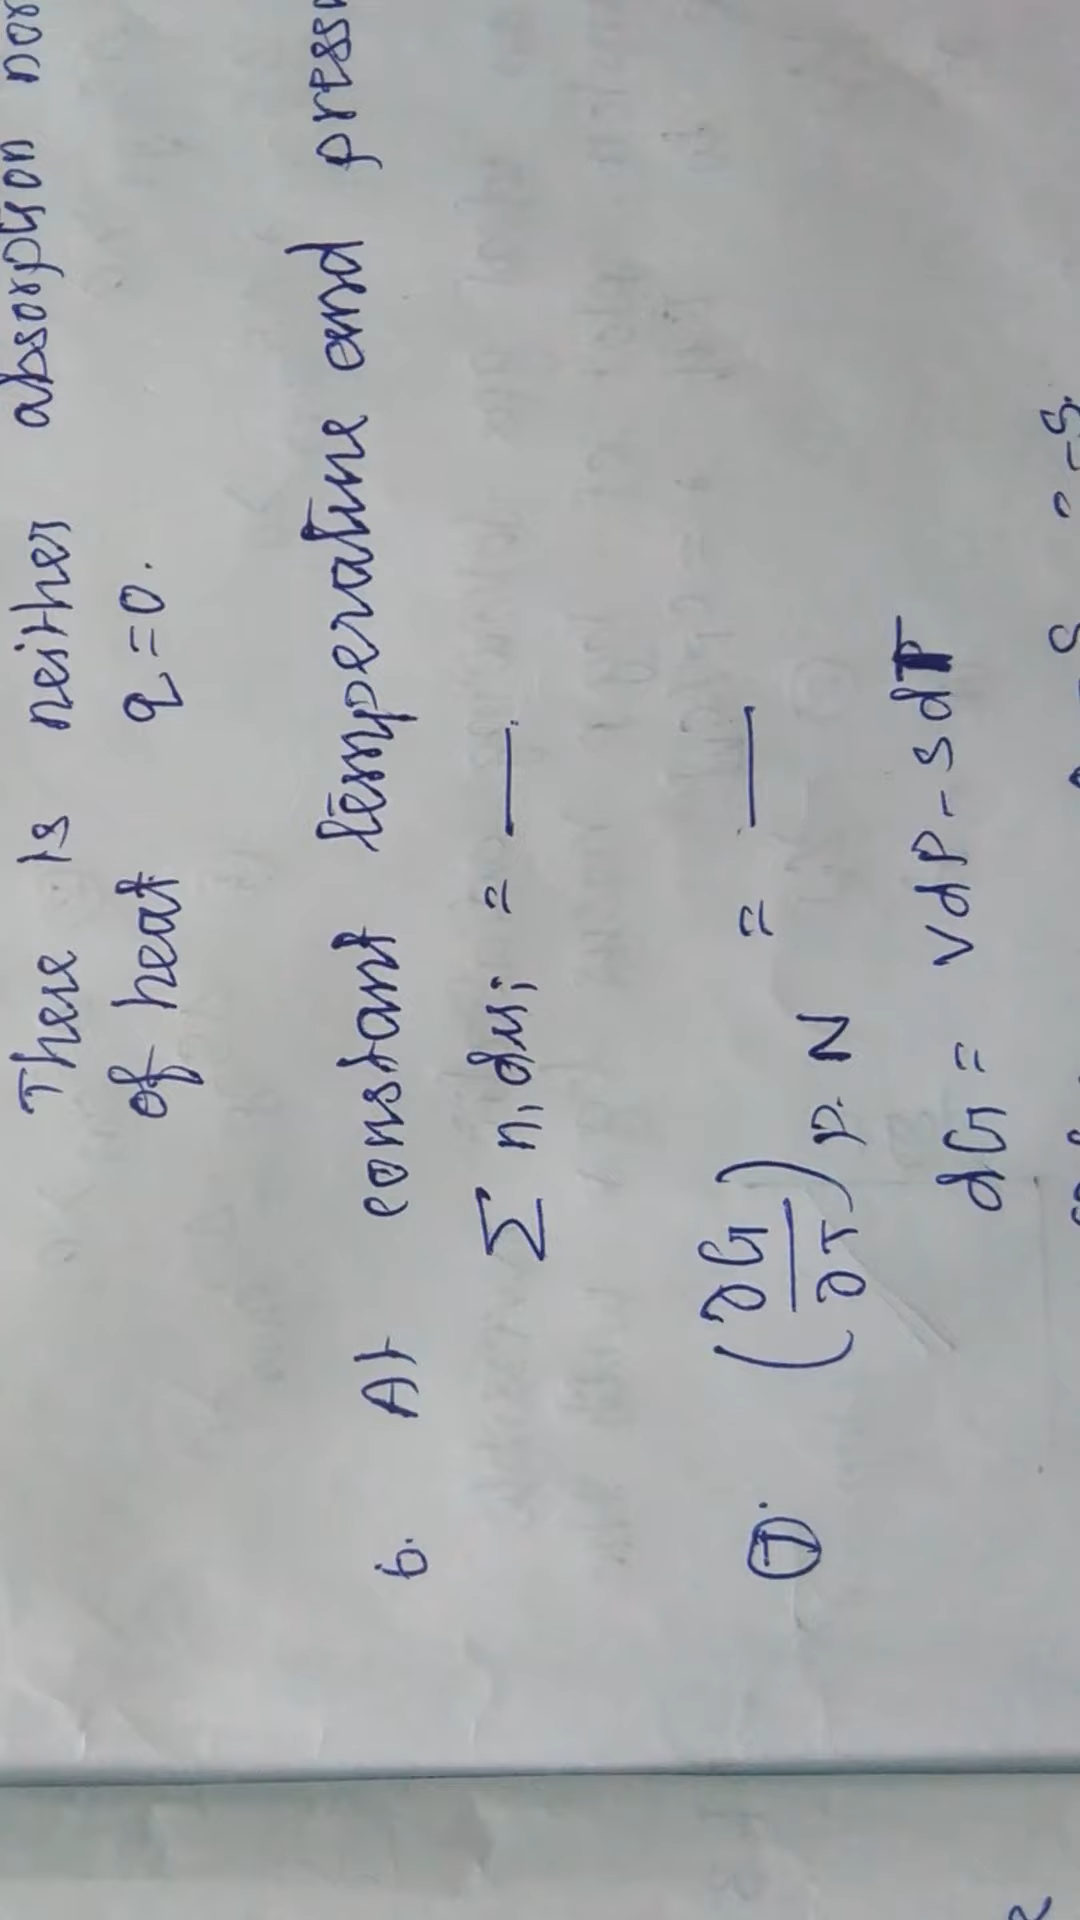 There is neither absorption nor
of heat q=0.
6. At constant temperature and
∑ nᵢ dμᵢ = ___.
⑦. (∂G/∂T) P. N = ___
dG = VdP - SdT